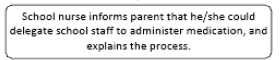 School nurse informs parent that he/she could
delegate school staff to administer medication, and
explains the process.